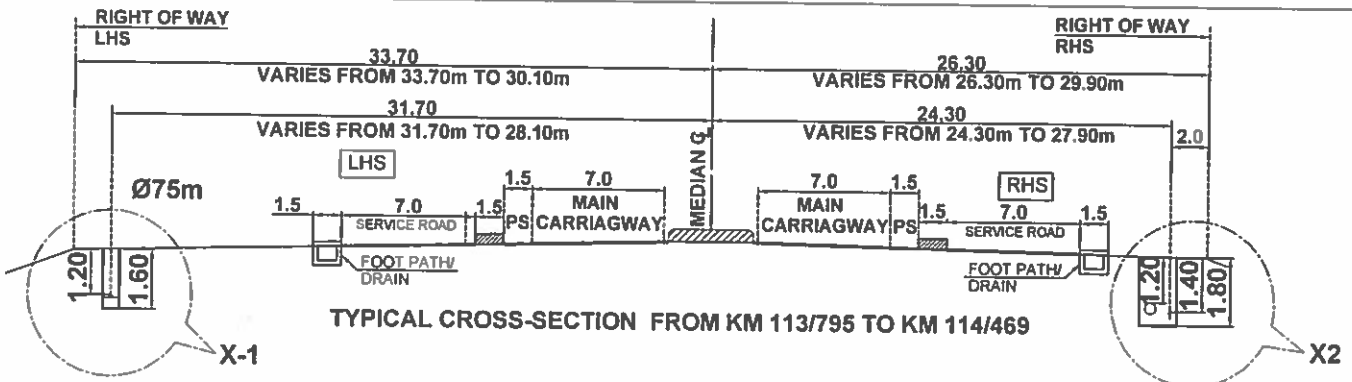 RIGHT OF WAY
LHS
RIGHT OF WAY
RHS
33.70
VARIES FROM 33.70m TO 30.10m
26.30
VARIES FROM 26.30m TO 29.90m
31.70
VARIES FROM 31.70m TO 28.10m
24.30
VARIES FROM 24.30m TO 27.90m
2.0
MEDIAN
LHS
RHS
Ø75m
1.5
7.0
1.5
1.5
7.0
7.0
1.5
1.5
7.0
1.5
SERVICE ROAD
PS
MAIN
CARRIAGWAY
MAIN
CARRIAGWAY
PS
SERVICE ROAD
FOOT PATH/
DRAIN
FOOT PATH/
DRAIN
1.20
1.60
1.20
1.40
1.80
TYPICAL CROSS-SECTION FROM KM 113/795 TO KM 114/469
X-1
X2